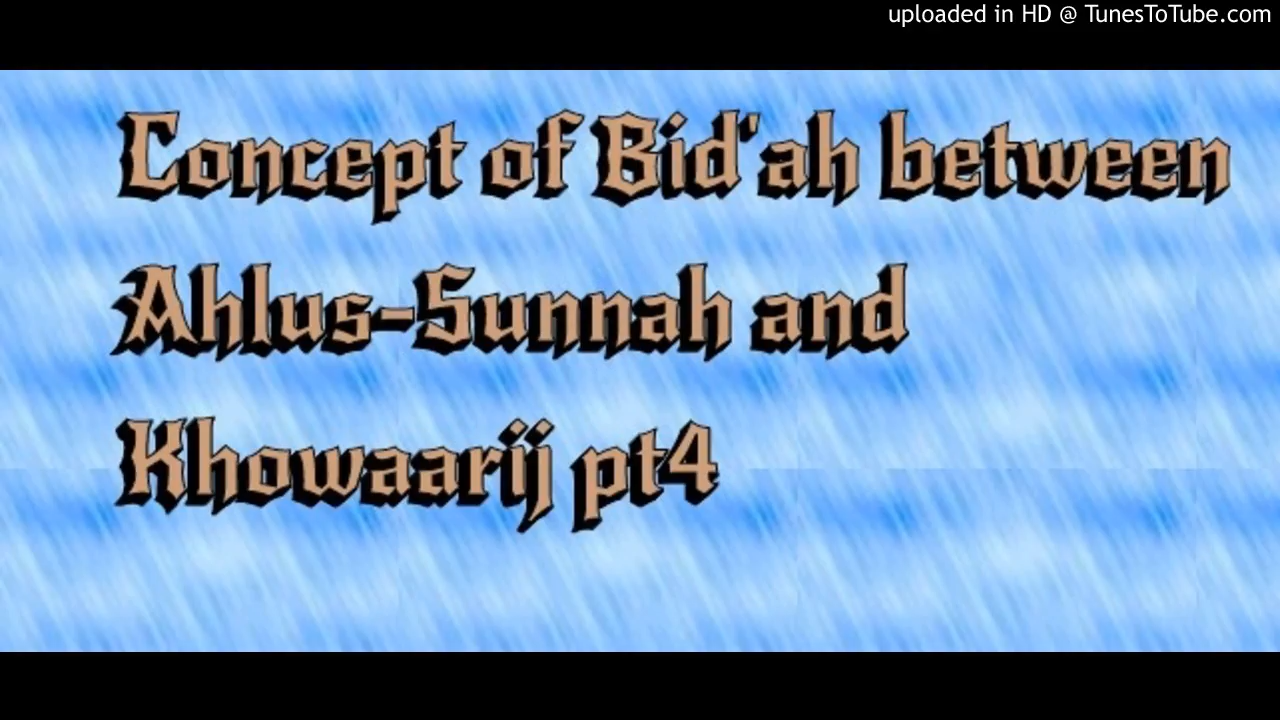 uploaded in HD @ TunesToTube.com
Concept of Bid'ah between
Ahlus-Sunnah and
Khowaarij pt4